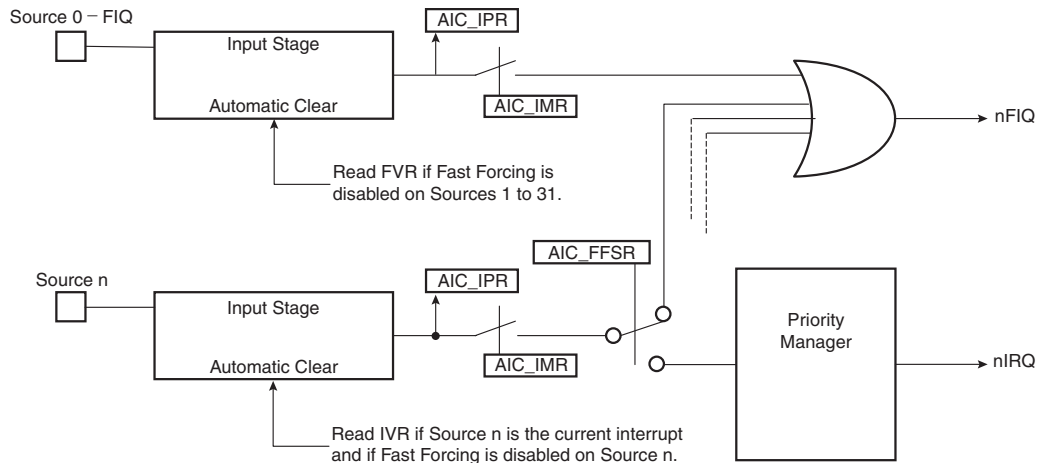 Source 0 – FIQ
AIC_IPR
Input Stage
Automatic Clear
AIC_IMR
nFIQ
Read FVR if Fast Forcing is
disabled on Sources 1 to 31.
AIC_FFSR
Source n
AIC_IPR
Input Stage
Priority
Manager
Automatic Clear
AIC_IMR
nIRQ
Read IVR if Source n is the current interrupt
and if Fast Forcing is disabled on Source n.